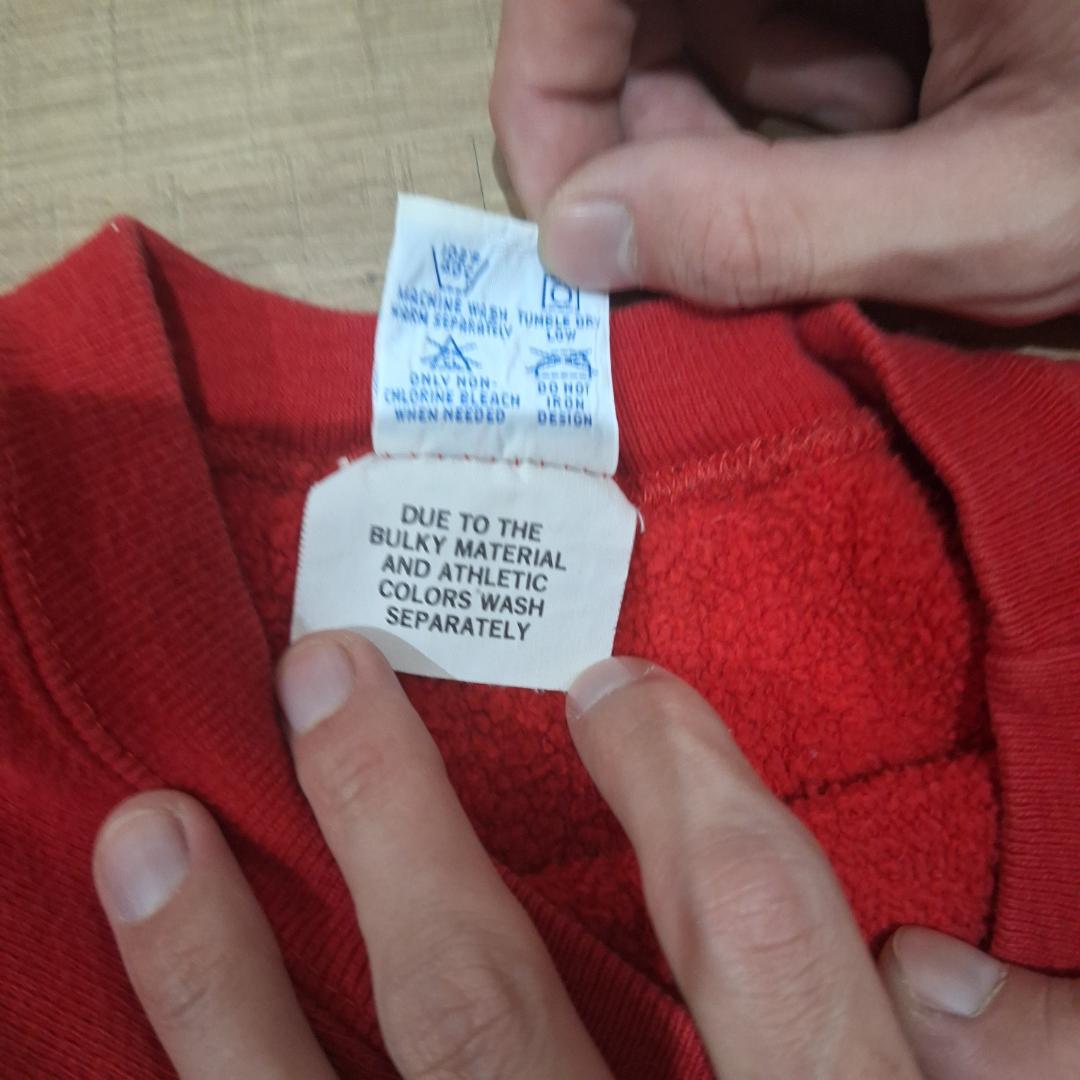 MACHINE WASH
WARM SEPARATELY
TUMBLE DRY
LOW
ONLY NON-
CHLORINE BLEACH
WHEN NEEDED
DO NOT
IRON
DESIGN
DUE TO THE
BULKY MATERIAL
AND ATHLETIC
COLORS WASH
SEPARATELY